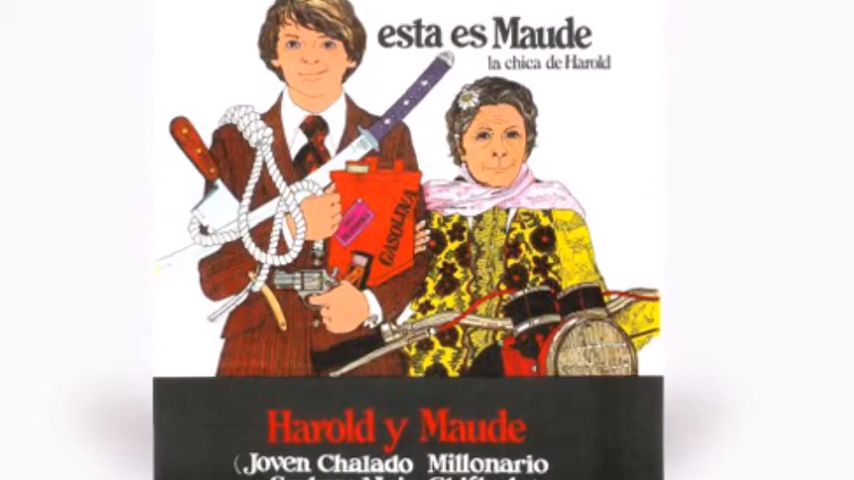 esta es Maude
la chica de Harold
GASOLINA
Harold y Maude
(Joven Chalado Millonario